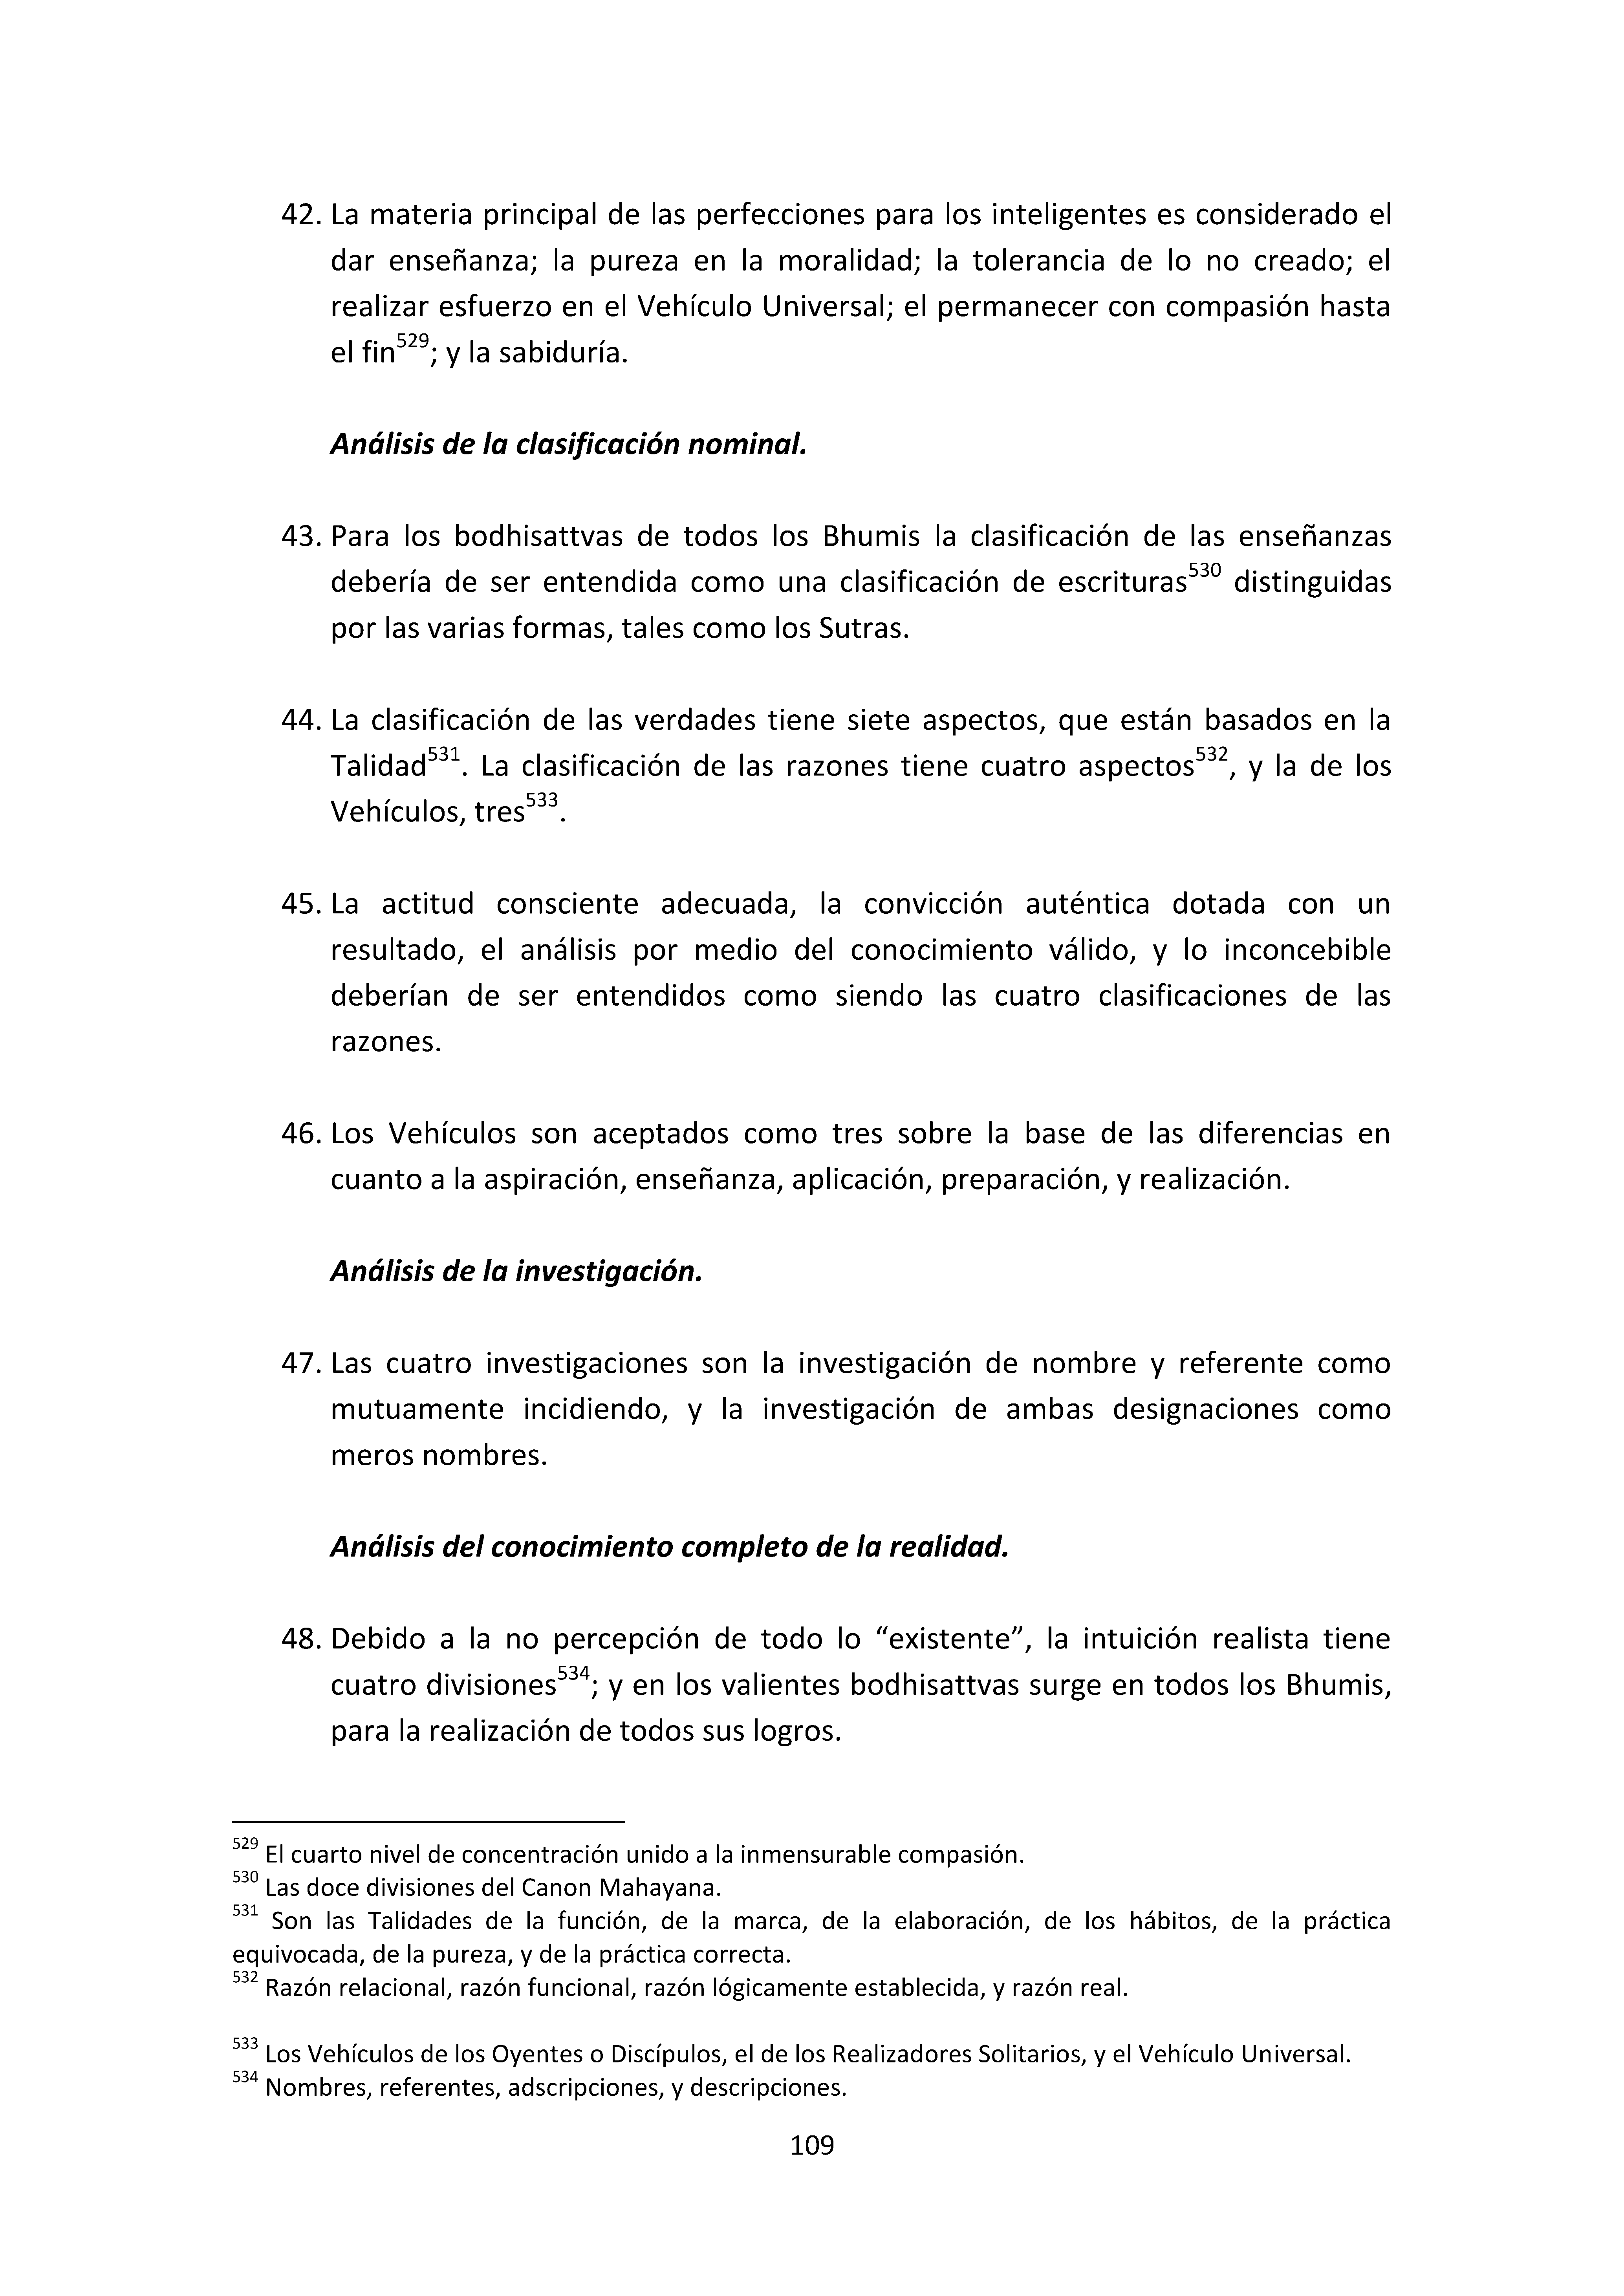 42. La materia principal de las perfecciones para los inteligentes es considerado el
dar enseñanza; la pureza en la moralidad; la tolerancia de lo no creado; el
realizar esfuerzo en el Vehículo Universal; el permanecer con compasión hasta
el fin529; y la sabiduría.
Análisis de la clasificación nominal.
43. Para los bodhisattvas de todos los Bhumis la clasificación de las enseñanzas
debería de ser entendida como una clasificación de escrituras530 distinguidas
por las varias formas, tales como los Sutras.
44. La clasificación de las verdades tiene siete aspectos, que están basados en la
Talidad531. La clasificación de las razones tiene cuatro aspectos532, y la de los
Vehículos, tres533.
45. La actitud consciente adecuada, la convicción auténtica dotada con un
resultado, el análisis por medio del conocimiento válido, y lo inconcebible
deberían de ser entendidos como siendo las cuatro clasificaciones de las
razones.
46. Los Vehículos son aceptados como tres sobre la base de las diferencias en
cuanto a la aspiración, enseñanza, aplicación, preparación, y realización.
Análisis de la investigación.
47. Las cuatro investigaciones son la investigación de nombre y referente como
mutuamente incidiendo, y la investigación de ambas designaciones como
meros nombres.
Análisis del conocimiento completo de la realidad.
48. Debido a la no percepción de todo lo “existente”, la intuición realista tiene
cuatro divisiones534; y en los valientes bodhisattvas surge en todos los Bhumis,
para la realización de todos sus logros.
529 El cuarto nivel de concentración unido a la inmensurable compasión.
530 Las doce divisiones del Canon Mahayana.
531 Son las Talidades de la función, de la marca, de la elaboración, de los hábitos, de la práctica
equivocada, de la pureza, y de la práctica correcta.
532 Razón relacional, razón funcional, razón lógicamente establecida, y razón real.
533 Los Vehículos de los Oyentes o Discípulos, el de los Realizadores Solitarios, y el Vehículo Universal.
534 Nombres, referentes, adscripciones, y descripciones.
109